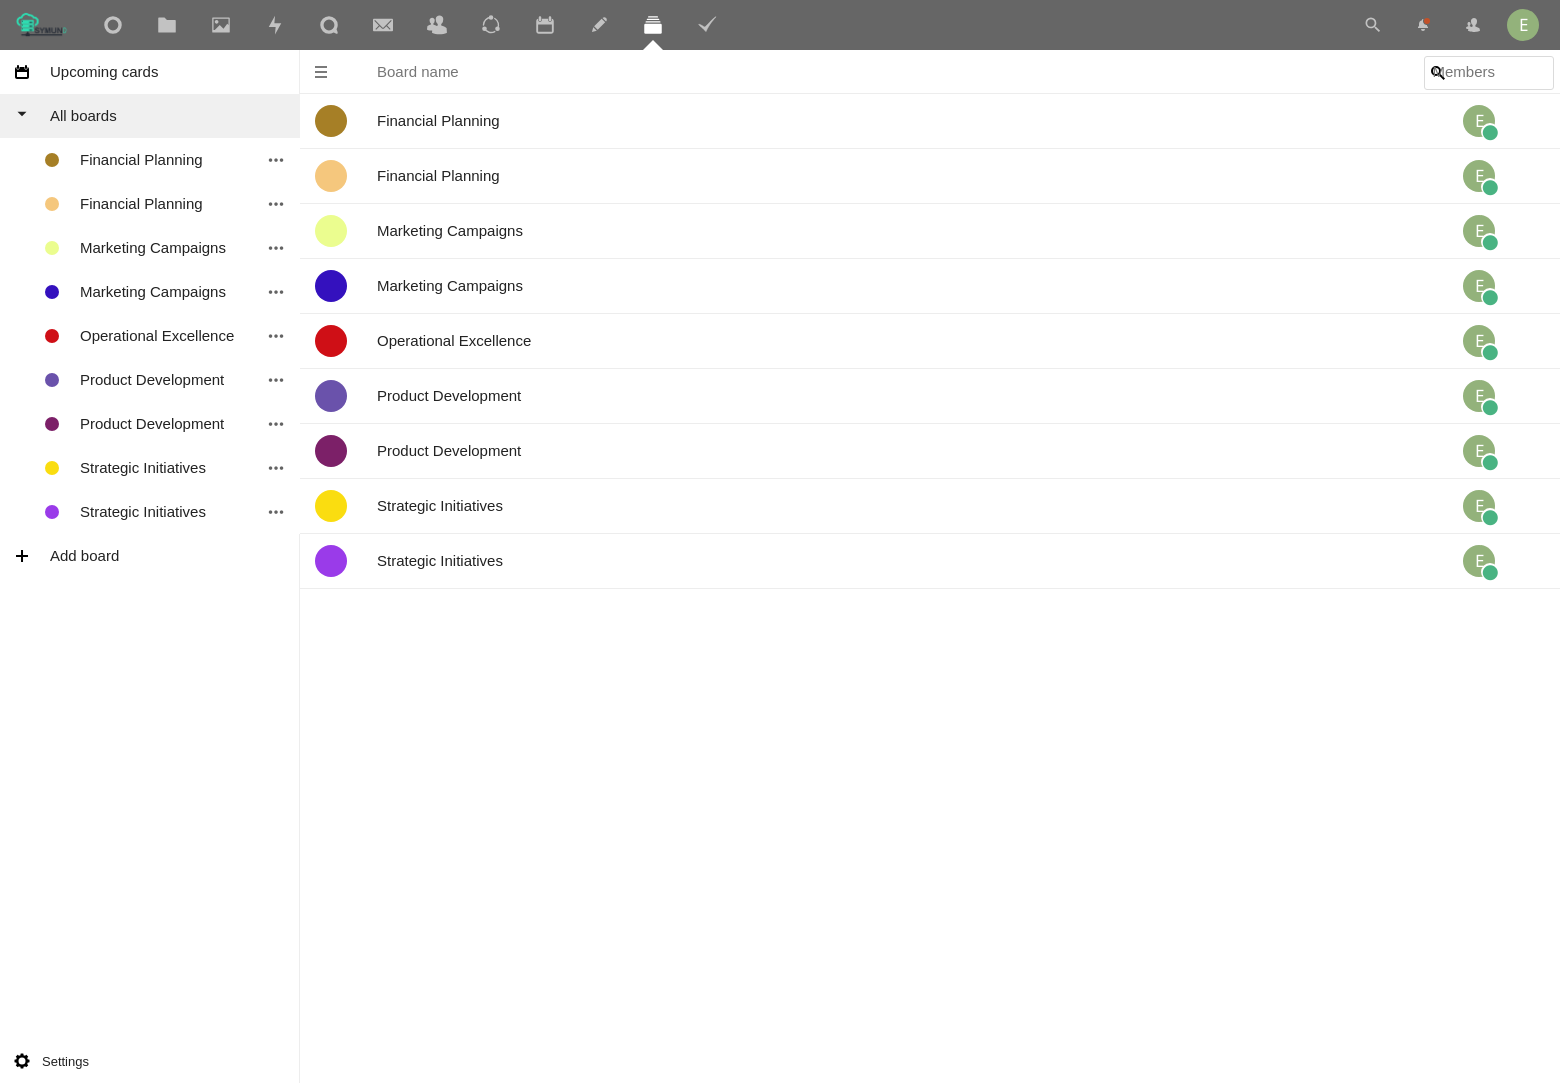 E
Upcoming cards
Board name
Members
All boards
Financial Planning
Financial Planning
Marketing Campaigns
Marketing Campaigns
Operational Excellence
Product Development
Product Development
Strategic Initiatives
Strategic Initiatives
Add board
Settings
Financial Planning E
Financial Planning E
Marketing Campaigns E
Marketing Campaigns E
Operational Excellence E
Product Development E
Product Development E
Strategic Initiatives E
Strategic Initiatives E